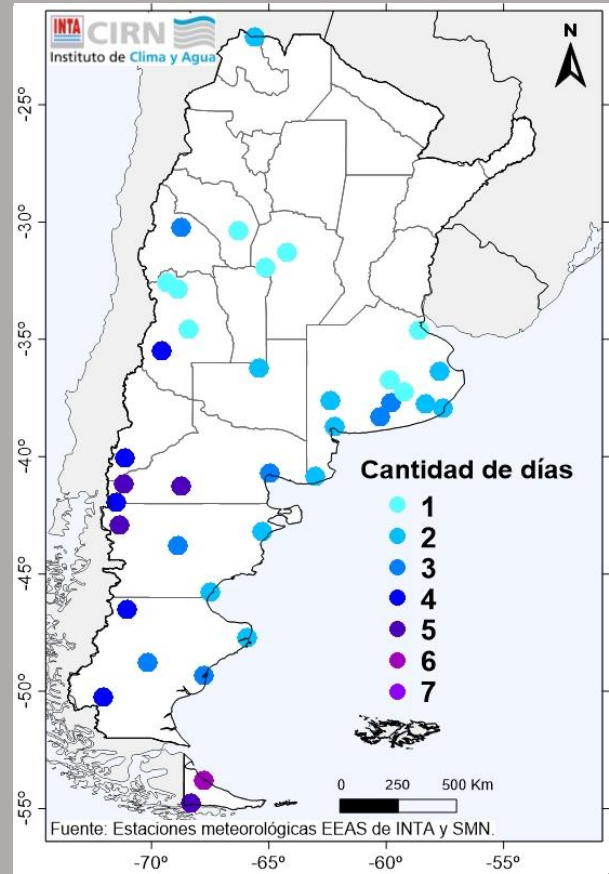 INTA CIRN
Instituto de Clima y Agua
N
-25°
-30°
-35°
-40°
-45°
-50°
-55°
Cantidad de días
1
2
3
4
5
6
7
0 250 500 Km
Fuente: Estaciones meteorológicas EEAS de INTA y SMN.
-70° -65° -60° -55°